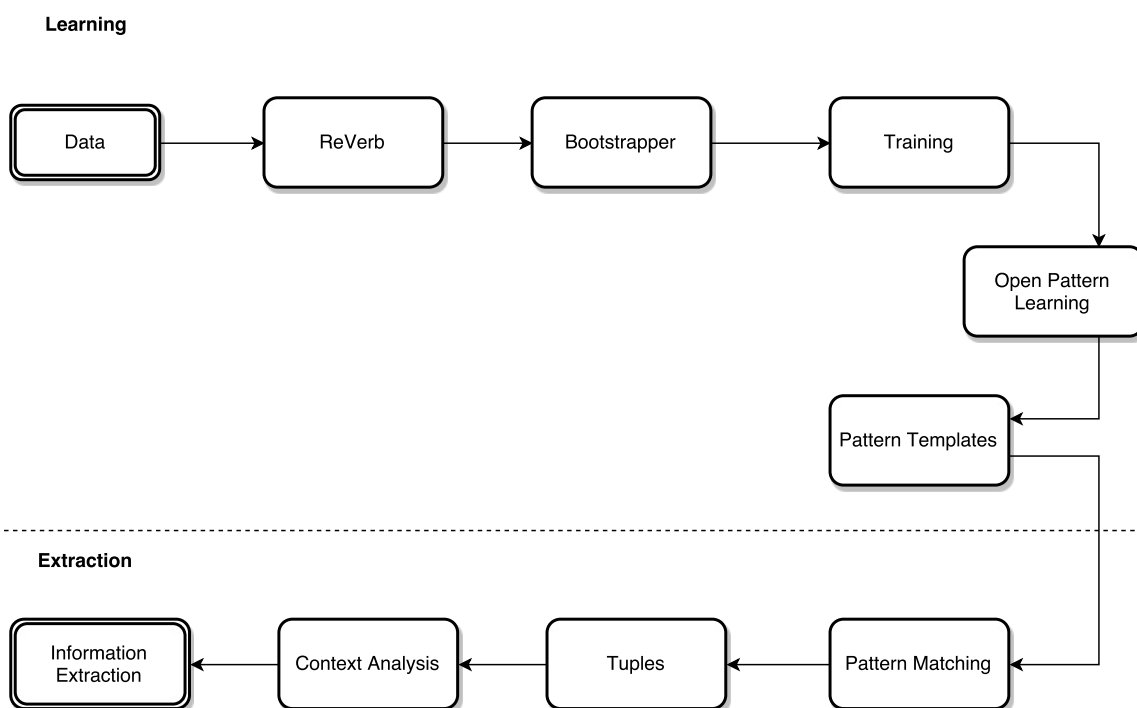 Learning
Data
ReVerb
Bootstrapper
Training
Open Pattern
Learning
Pattern Templates
Extraction
Information
Extraction
Context Analysis
Tuples
Pattern Matching